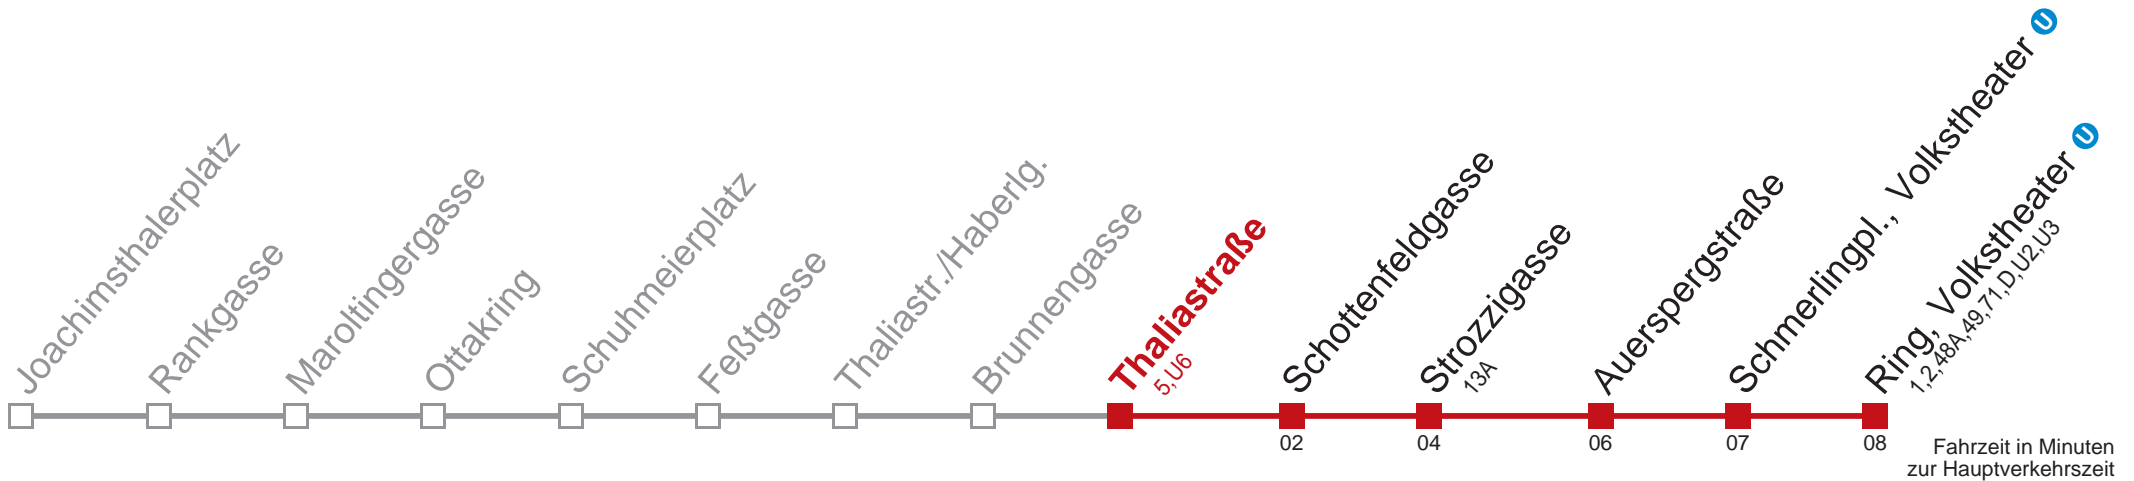 Joachimsthalerplatz
Rankgasse
Maroltingergasse
Ottakring
Schuhmeierplatz
Feßtgasse
Thaliastr./Haberlg.
Brunnengasse
Thaliastraße
5,U6
Schottenfeldgasse
Strozzigasse
13A
Auerspergstraße
Schmerlingpl., Volkstheater U
Ring, Volkstheater U
1,2,48A,49,71,D,U2,U3
02
04
06
07
08
Fahrzeit in Minuten
zur Hauptverkehrszeit